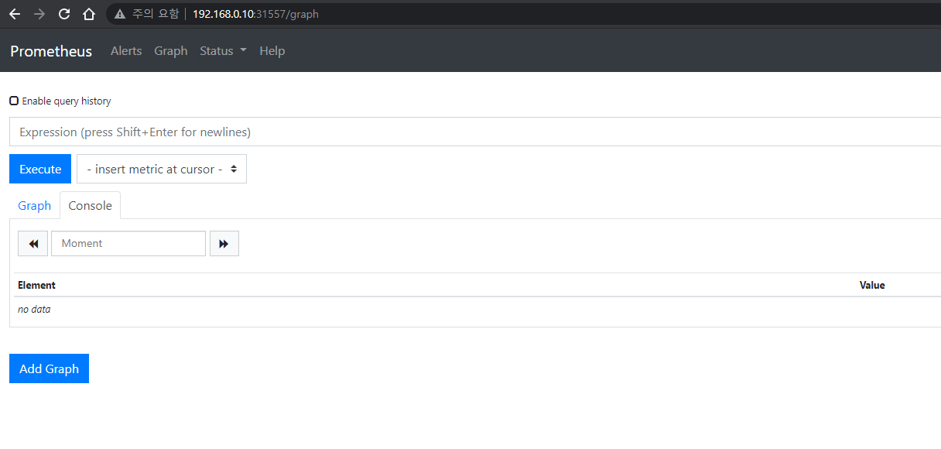 주의 요함 | 192.168.0.10:31557/graph
Prometheus Alerts Graph Status Help
Enable query history
Expression (press Shift+Enter for newlines)
Execute - insert metric at cursor -
Graph Console
Moment
Element Value
no data
Add Graph